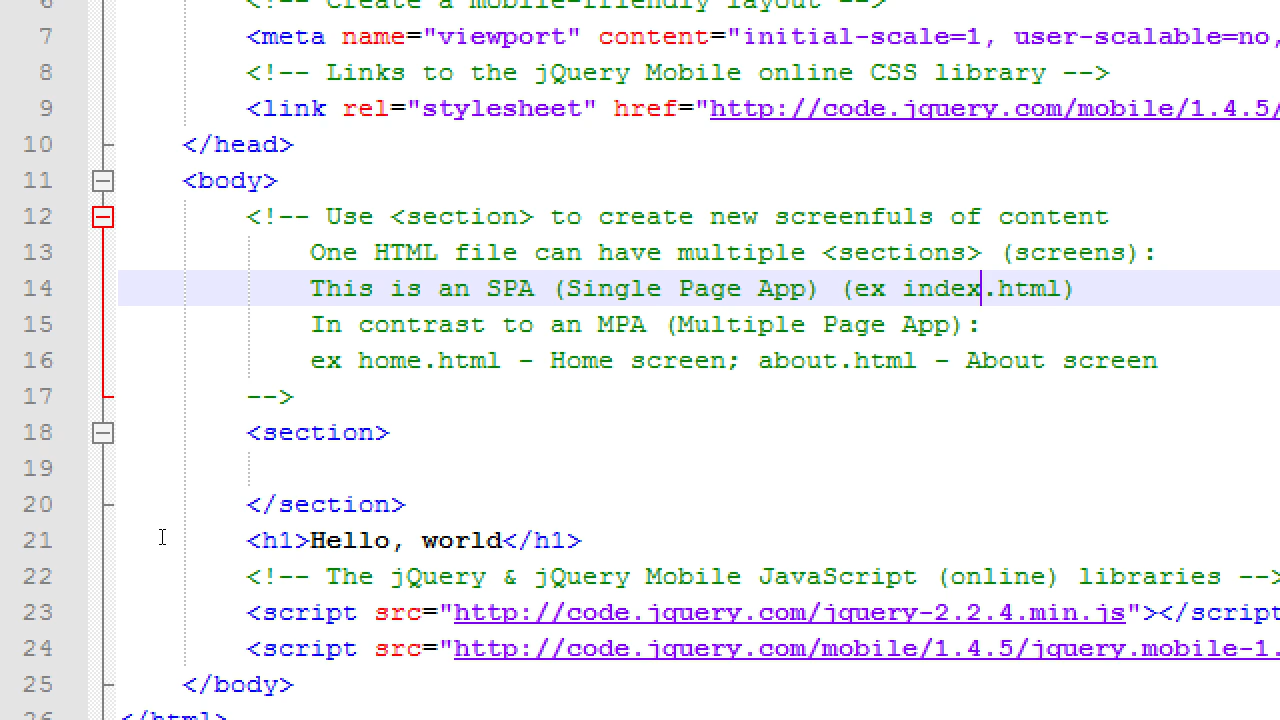 6 <!-- Create a mobile-friendly layout -->
7 <meta name="viewport" content="initial-scale=1, user-scalable=no,
8 <!-- Links to the jQuery Mobile online CSS library -->
9 <link rel="stylesheet" href="http://code.jquery.com/mobile/1.4.5/
10 </head>
11 <body>
12 <!-- Use <section> to create new screenfuls of content
13 One HTML file can have multiple <sections> (screens):
14 This is an SPA (Single Page App) (ex index.html)
15 In contrast to an MPA (Multiple Page App):
16 ex home.html - Home screen; about.html - About screen
17 -->
18 <section>
19
20 </section>
21 <h1>Hello, world</h1>
22 <!-- The jQuery & jQuery Mobile JavaScript (online) libraries -->
23 <script src="http://code.jquery.com/jquery-2.2.4.min.js"></script
24 <script src="http://code.jquery.com/mobile/1.4.5/jquery.mobile-1.
25 </body>
26 </html>